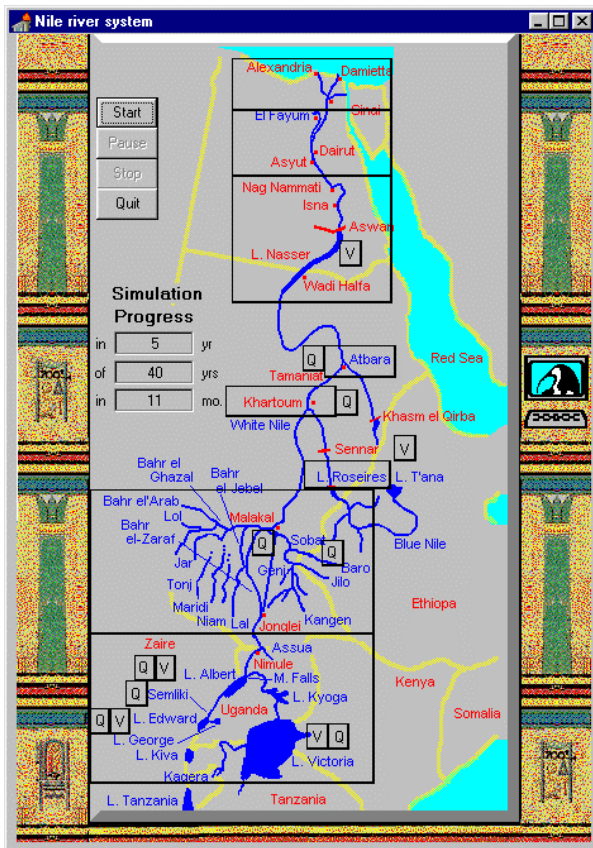 Nile river system
Alexandria
Damietta
Sinai
Start
El Fayum
Pause
Dairut
Asyut
Stop
Nag Nammati
Quit
Isna
Aswan
L. Nasser
V
Wadi Halfa
Simulation
Progress
in 5 yr
of 40 yrs
in 11 mo.
Red Sea
Q
Atbara
Tamaniat
Khartoum
Q
White Nile
Khasm el Qirba
Sennar
V
Bahr el
Ghazal
Bahr
el Jebel
L. Roseires
L. T'ana
Bahr el'Arab
Lol
Malakal
Bahr
el-Zaraf
Sobat
Q
Q
Blue Nile
Jar
Genj
Baro
Jilo
Tonj
Maridi
Niam
Lal
Kangen
Ethiopa
Jonglei
Zaire
Assua
Nimule
L. Albert
M. Falls
Kenya
Q V
Q
Semliki
L. Kyoga
Uganda
Q V
L. Edward
Somalia
L. George
V Q
L. Kiva
L. Victoria
Kagera
L. Tanzania
Tanzania